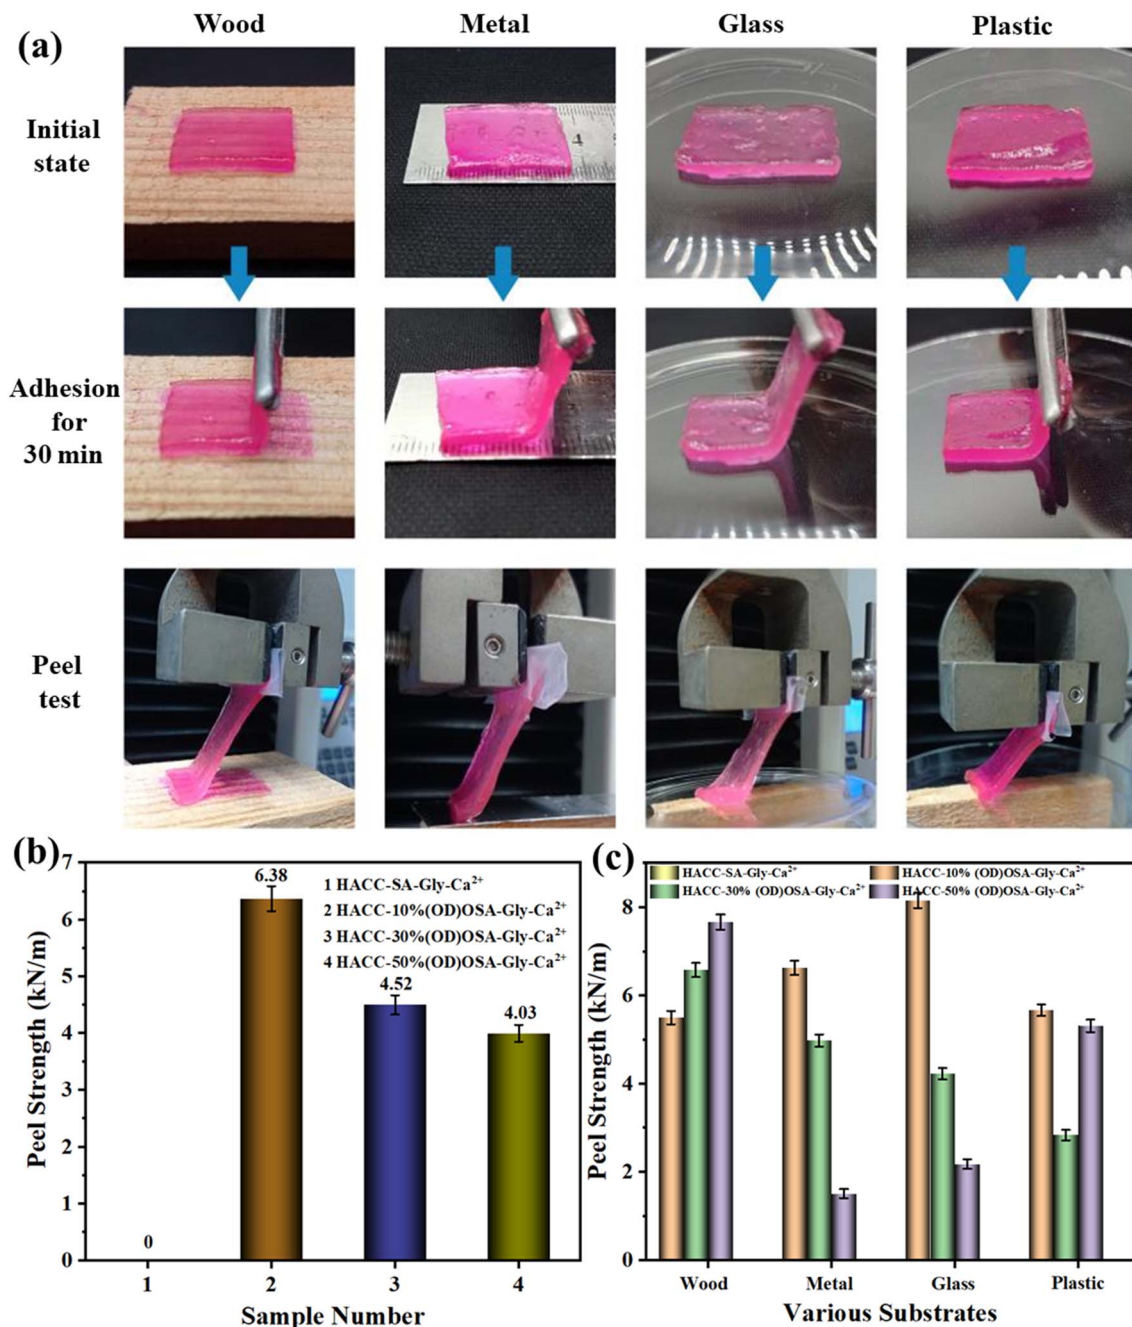 (a)
Wood Metal Glass Plastic
Initial
state
4
Adhesion
for
30 min
Peel
test
(b)
Peel Strength (kN/m)
7
6
5
4
3
2
1
0
0
6.38
4.52
4.03
1 HACC-SA-Gly-Ca²⁺
2 HACC-10%(OD)OSA-Gly-Ca²⁺
3 HACC-30%(OD)OSA-Gly-Ca²⁺
4 HACC-50%(OD)OSA-Gly-Ca²⁺
1 2 3 4
Sample Number
(c)
Peel Strength (kN/m)
8
6
4
2
0
HACC-SA-Gly-Ca²⁺ HACC-10% (OD)OSA-Gly-Ca²⁺
HACC-30% (OD)OSA-Gly-Ca²⁺ HACC-50% (OD)OSA-Gly-Ca²⁺
Wood Metal Glass Plastic
Various Substrates